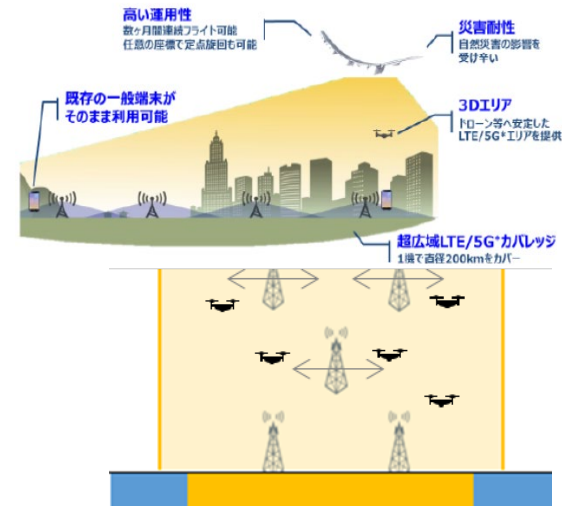 高い運用性
数ヶ月間連続フライト可能
任意の座標で定点旋回も可能
災害耐性
自然災害の影響を
受け辛い
既存の一般端末が
そのまま利用可能
3Dエリア
ドローン等へ安定した
LTE/5G*エリアを提供
超広域LTE/5G*カバレッジ
1機で直径200kmをカバー